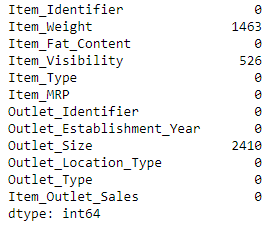 Item_Identifier 0
Item_Weight 1463
Item_Fat_Content 0
Item_Visibility 526
Item_Type 0
Item_MRP 0
Outlet_Identifier 0
Outlet_Establishment_Year 0
Outlet_Size 2410
Outlet_Location_Type 0
Outlet_Type 0
Item_Outlet_Sales 0
dtype: int64